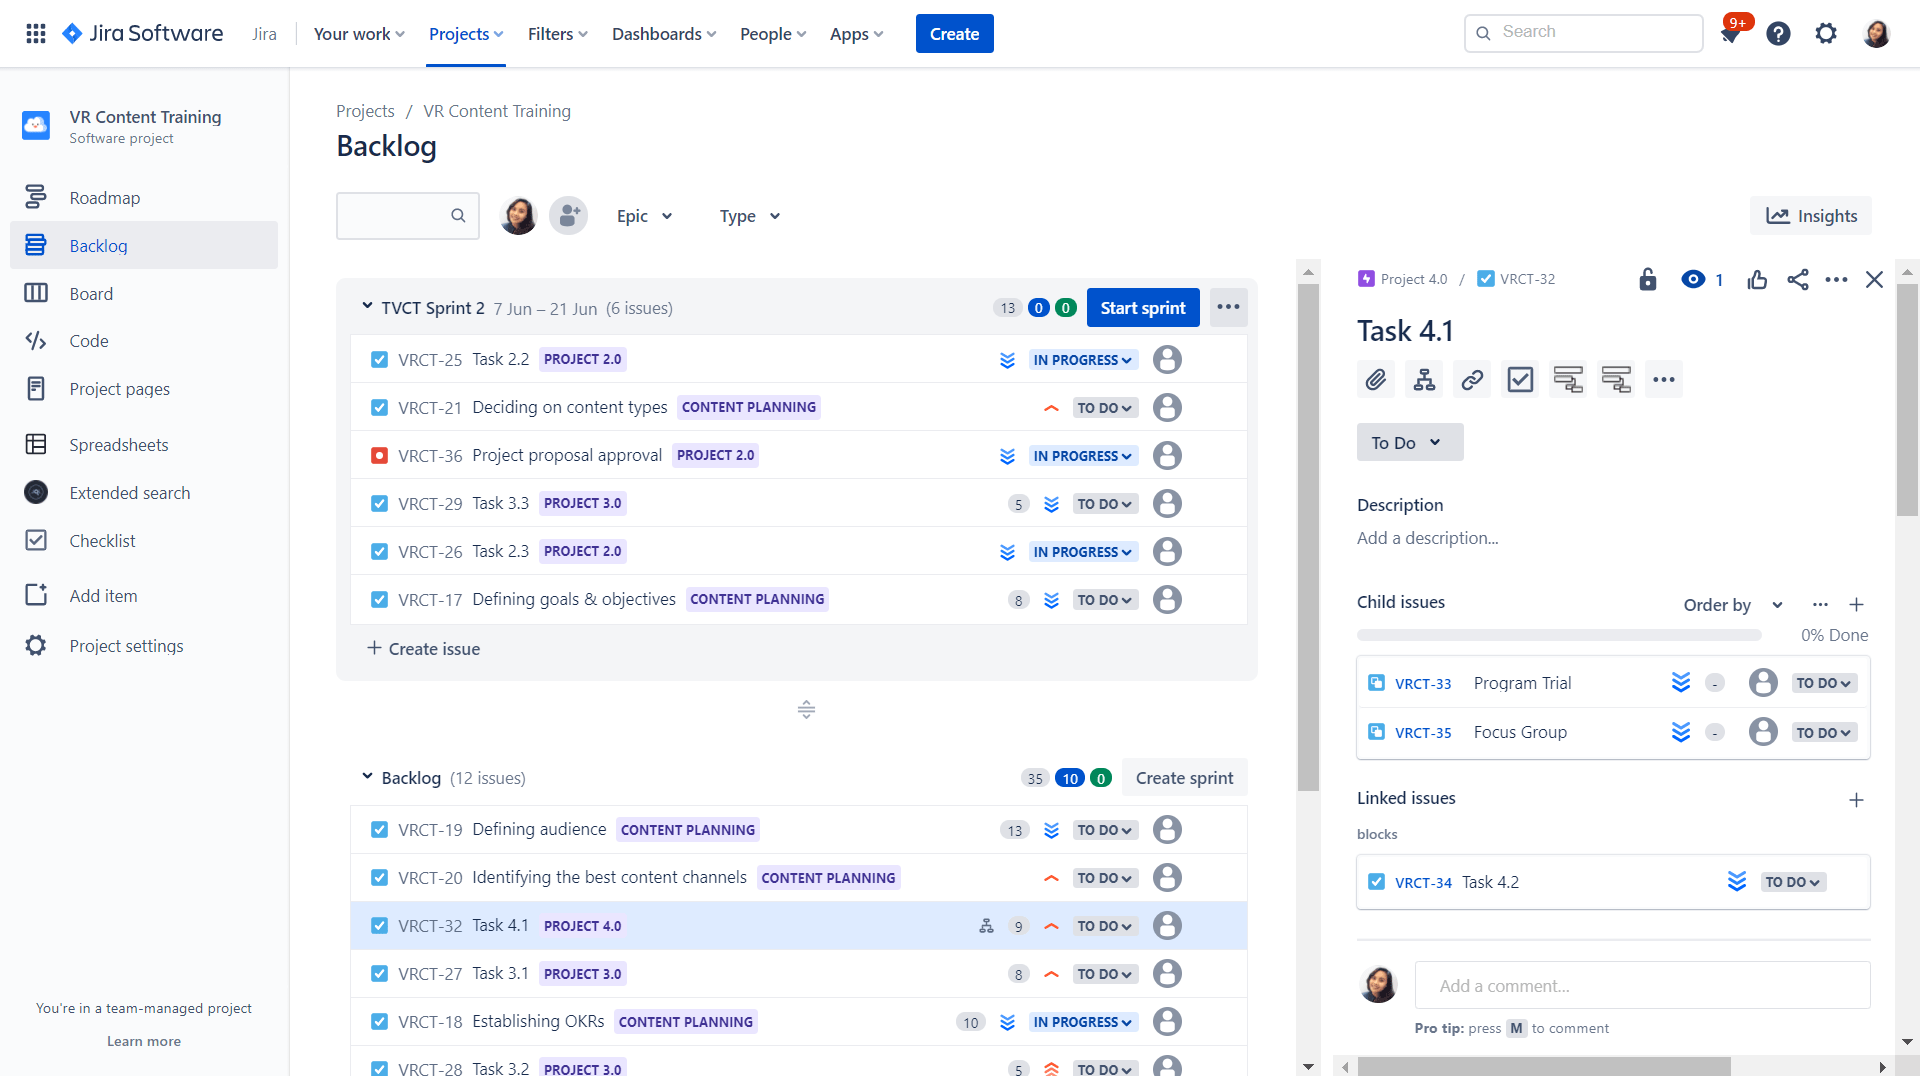 Jira Software Jira Your work Projects Filters Dashboards People Apps Create Search 9+
VR Content Training
Software project
Roadmap
Backlog
Board
Code
Project pages
Spreadsheets
Extended search
Checklist
Add item
Project settings
You're in a team-managed project
Learn more
Projects / VR Content Training
Backlog
Epic Type Insights
TVCT Sprint 2 7 Jun – 21 Jun (6 issues) 13 0 0 Start sprint
VRCT-25 Task 2.2 PROJECT 2.0 IN PROGRESS
VRCT-21 Deciding on content types CONTENT PLANNING TO DO
VRCT-36 Project proposal approval PROJECT 2.0 IN PROGRESS
VRCT-29 Task 3.3 PROJECT 3.0 5 TO DO
VRCT-26 Task 2.3 PROJECT 2.0 IN PROGRESS
VRCT-17 Defining goals & objectives CONTENT PLANNING 8 TO DO
Create issue
Backlog (12 issues) 35 10 0 Create sprint
VRCT-19 Defining audience CONTENT PLANNING 13 TO DO
VRCT-20 Identifying the best content channels CONTENT PLANNING TO DO
VRCT-32 Task 4.1 PROJECT 4.0 9 TO DO
VRCT-27 Task 3.1 PROJECT 3.0 8 TO DO
VRCT-18 Establishing OKRs CONTENT PLANNING 10 IN PROGRESS
VRCT-28 Task 3.2 PROJECT 3.0 5 TO DO
Project 4.0 / VRCT-32 1
Task 4.1
To Do
Description
Add a description...
Child issues Order by
0% Done
VRCT-33 Program Trial - TO DO
VRCT-35 Focus Group - TO DO
Linked issues
blocks
VRCT-34 Task 4.2 TO DO
Add a comment...
Pro tip: press M to comment